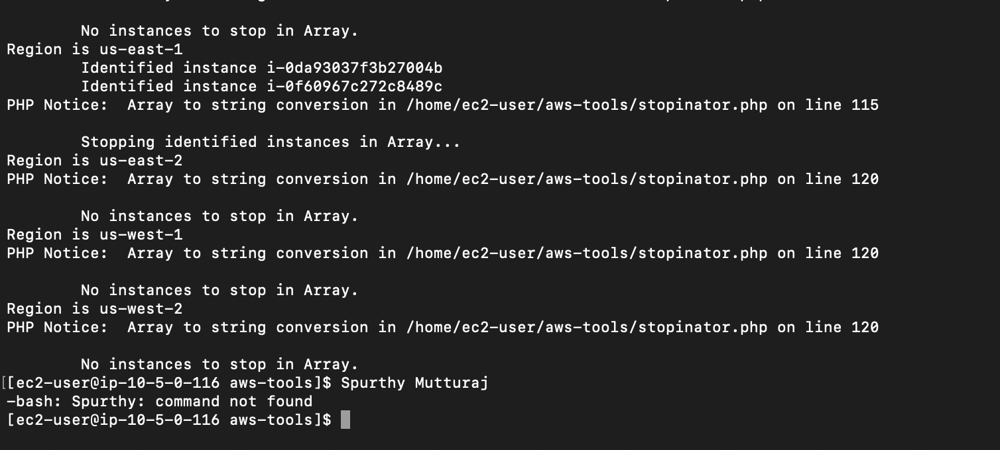 No instances to stop in Array.
Region is us-east-1
Identified instance i-0da93037f3b27004b
Identified instance i-0f60967c272c8489c
PHP Notice:  Array to string conversion in /home/ec2-user/aws-tools/stopinator.php on line 115
Stopping identified instances in Array...
Region is us-east-2
PHP Notice:  Array to string conversion in /home/ec2-user/aws-tools/stopinator.php on line 120
No instances to stop in Array.
Region is us-west-1
PHP Notice:  Array to string conversion in /home/ec2-user/aws-tools/stopinator.php on line 120
No instances to stop in Array.
Region is us-west-2
PHP Notice:  Array to string conversion in /home/ec2-user/aws-tools/stopinator.php on line 120
No instances to stop in Array.
[[ec2-user@ip-10-5-0-116 aws-tools]$ Spurthy Mutturaj
-bash: Spurthy: command not found
[ec2-user@ip-10-5-0-116 aws-tools]$